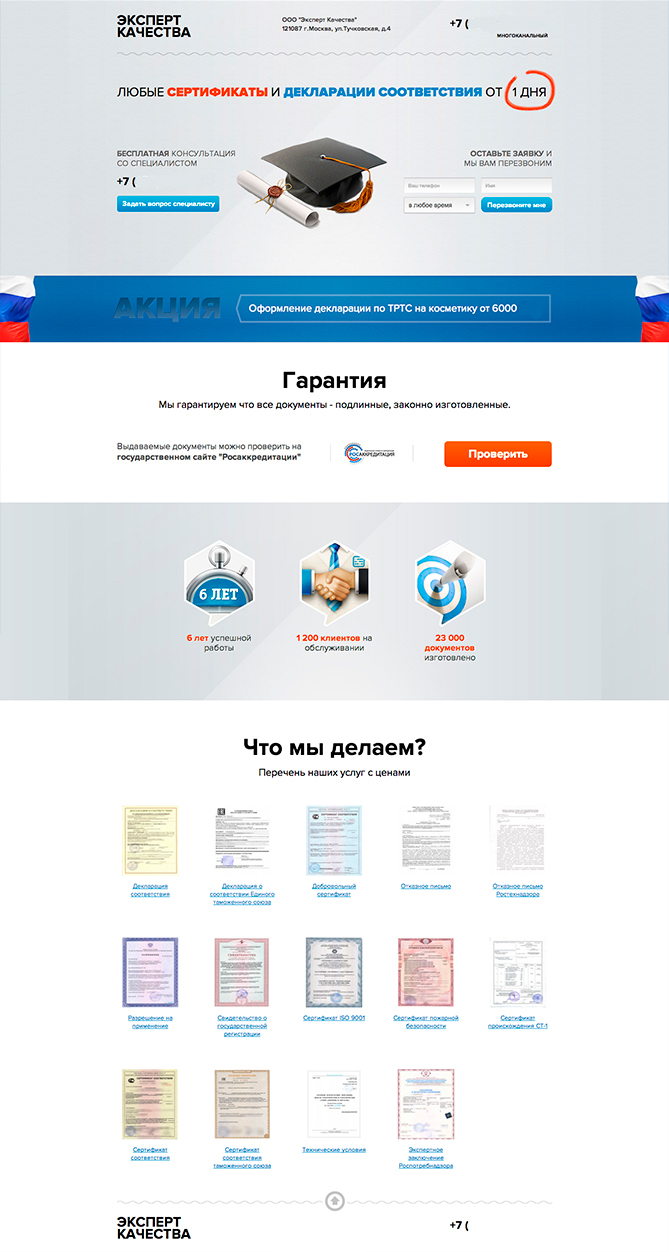 ЭКСПЕРТ
КАЧЕСТВА
ООО "Эксперт Качества"
121087 г.Москва, ул.Тучковская, д.4
+7 (
МНОГОКАНАЛЬНЫЙ
ЛЮБЫЕ СЕРТИФИКАТЫ И ДЕКЛАРАЦИИ СООТВЕТСТВИЯ ОТ 1 ДНЯ
БЕСПЛАТНАЯ КОНСУЛЬТАЦИЯ
СО СПЕЦИАЛИСТОМ
+7 (
Задать вопрос специалисту
ОСТАВЬТЕ ЗАЯВКУ И
МЫ ВАМ ПЕРЕЗВОНИМ
Ваш телефон
Имя
в любое время
Перезвоните мне
АКЦИЯ
Оформление декларации по ТРТС на косметику от 6000
Гарантия
Мы гарантируем что все документы - подлинные, законно изготовленные.
Выдаваемые документы можно проверить на
государственном сайте "Росаккредитации"
РОСАККРЕДИТАЦИЯ
Проверить
6 ЛЕТ
6 лет успешной
работы
1 200 клиентов на
обслуживании
23 000
документов
изготовлено
Что мы делаем?
Перечень наших услуг с ценами
Декларация
соответствия
Декларация о
соответствии Единого
таможенного союза
Добровольный
сертификат
Отказное письмо
Отказное письмо
Ростехнадзора
Разрешение на
применение
Свидетельство о
государственной
регистрации
Сертификат ISO 9001
Сертификат пожарной
безопасности
Сертификат
происхождения СТ-1
Сертификат
соответствия
Сертификат
соответствия
таможенного союза
Технические условия
Экспертное
заключение
Роспотребнадзора
ЭКСПЕРТ
КАЧЕСТВА
+7 (